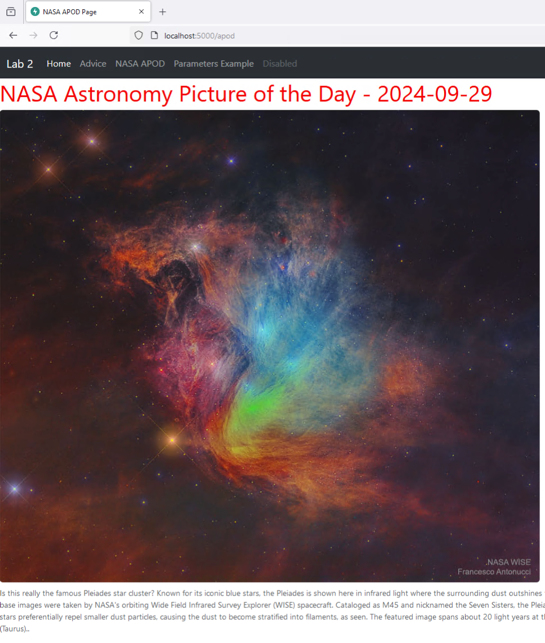 NASA APOD Page
localhost:5000/apod
Lab 2 Home Advice NASA APOD Parameters Example Disabled
NASA Astronomy Picture of the Day - 2024-09-29
NASA WISE
Francesco Antonucci
Is this really the famous Pleiades star cluster? Known for its iconic blue stars, the Pleiades is shown here in infrared light where the surrounding dust outshines
base images were taken by NASA's orbiting Wide Field Infrared Survey Explorer (WISE) spacecraft. Cataloged as M45 and nicknamed the Seven Sisters, the Pleia
stars preferentially repel smaller dust particles, causing the dust to become stratified into filaments, as seen. The featured image spans about 20 light years at th
(Taurus)..